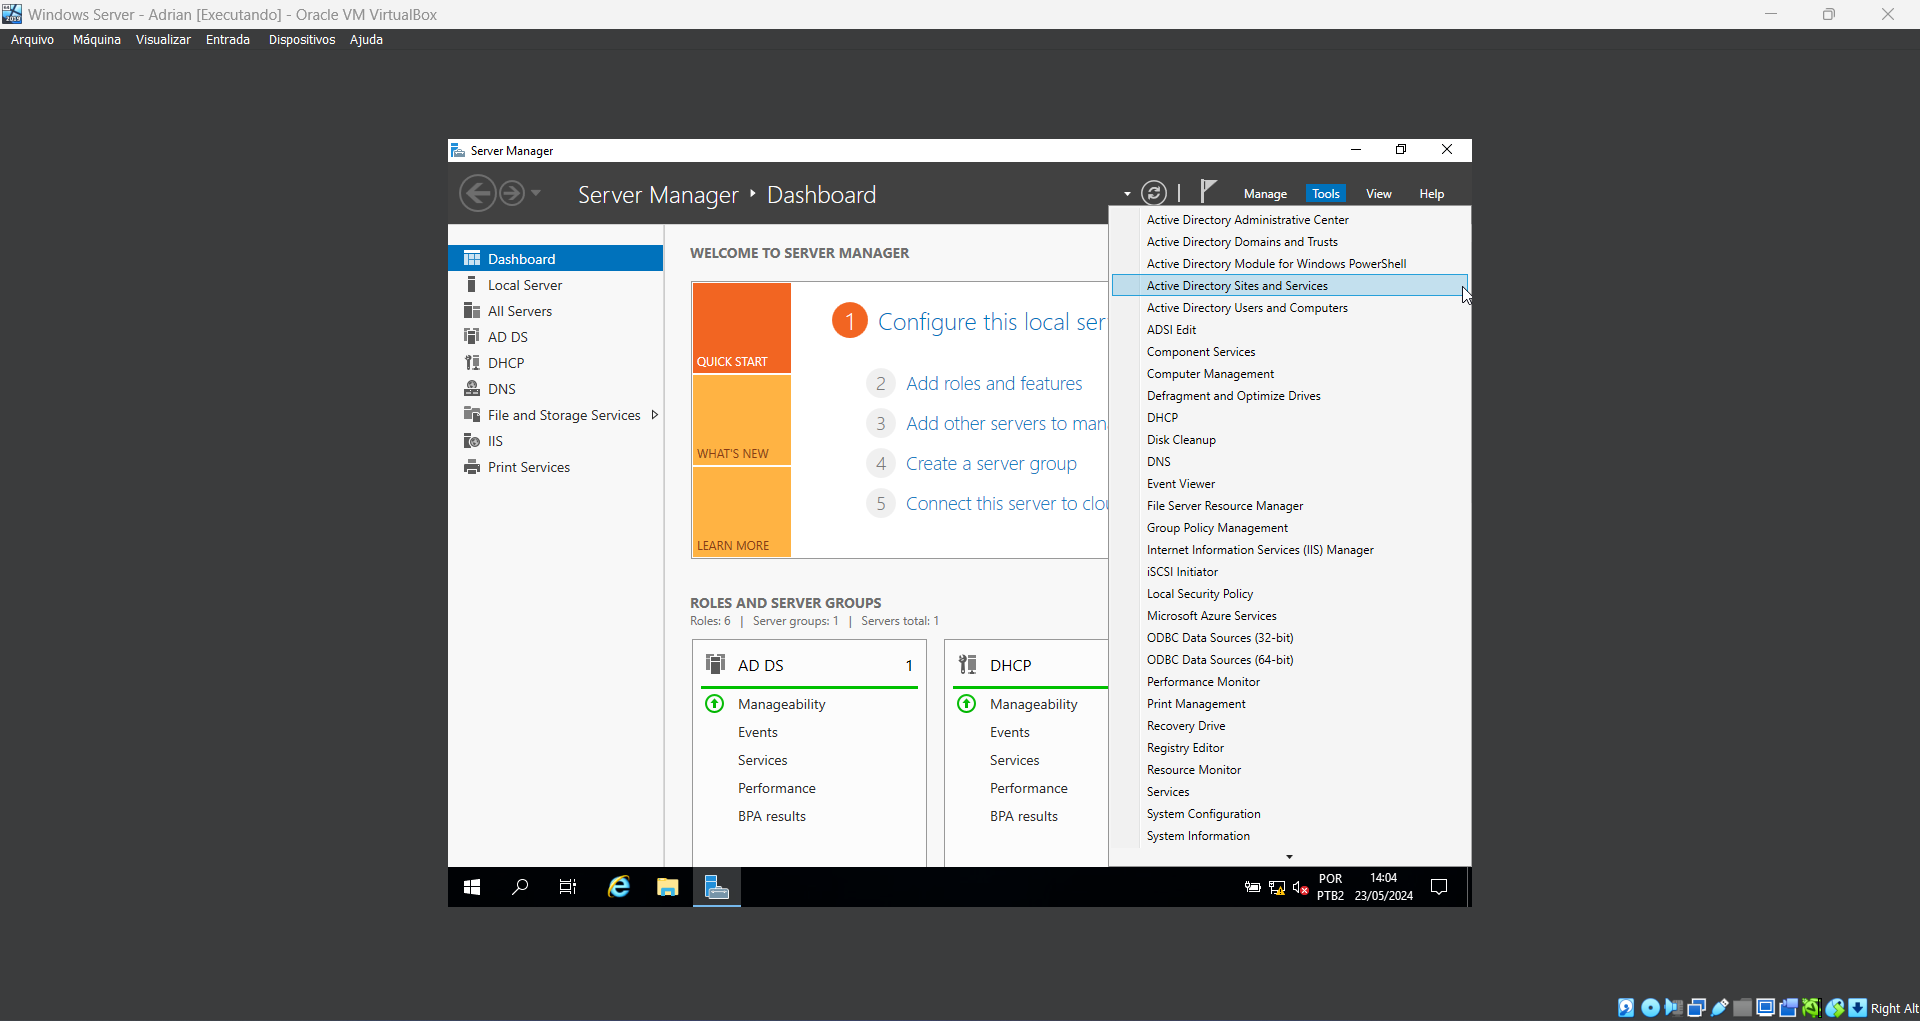 Windows Server - Adrian [Executando] - Oracle VM VirtualBox
Arquivo Máquina Visualizar Entrada Dispositivos Ajuda
Server Manager
Server Manager Dashboard
Manage Tools View Help
Dashboard
Local Server
All Servers
AD DS
DHCP
DNS
File and Storage Services
IIS
Print Services
WELCOME TO SERVER MANAGER
QUICK START
WHAT'S NEW
LEARN MORE
1 Configure this local ser
2 Add roles and features
3 Add other servers to man
4 Create a server group
5 Connect this server to clou
ROLES AND SERVER GROUPS
Roles: 6 | Server groups: 1 | Servers total: 1
AD DS 1
Manageability
Events
Services
Performance
BPA results
DHCP
Manageability
Events
Services
Performance
BPA results
Active Directory Administrative Center
Active Directory Domains and Trusts
Active Directory Module for Windows PowerShell
Active Directory Sites and Services
Active Directory Users and Computers
ADSI Edit
Component Services
Computer Management
Defragment and Optimize Drives
DHCP
Disk Cleanup
DNS
Event Viewer
File Server Resource Manager
Group Policy Management
Internet Information Services (IIS) Manager
iSCSI Initiator
Local Security Policy
Microsoft Azure Services
ODBC Data Sources (32-bit)
ODBC Data Sources (64-bit)
Performance Monitor
Print Management
Recovery Drive
Registry Editor
Resource Monitor
Services
System Configuration
System Information
POR 14:04
PTB2 23/05/2024
Right Alt